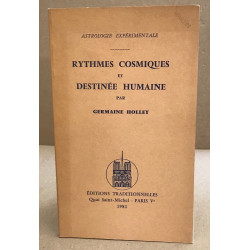 ASTROLOGIE EXPÉRIMENTALE
RYTHMES COSMIQUES
ET
DESTINÉE HUMAINE
PAR
GERMAINE HOLLEY
ÉDITIONS TRADITIONNELLES
Quai Saint-Michel - PARIS Vᵉ